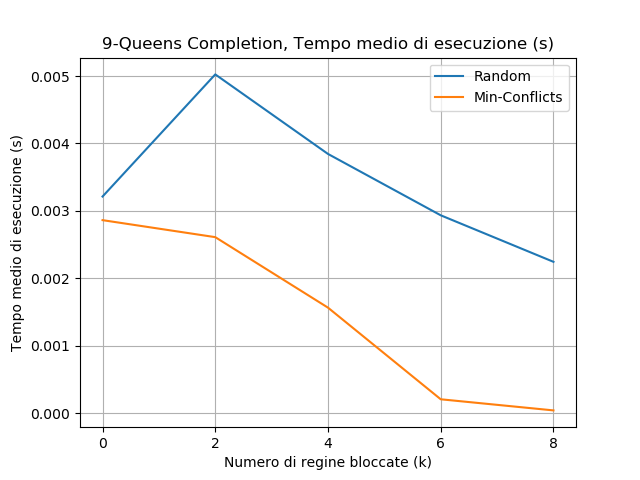 9-Queens Completion, Tempo medio di esecuzione (s)
Random
Min-Conflicts
Tempo medio di esecuzione (s)
0.005
0.004
0.003
0.002
0.001
0.000
0 2 4 6 8
Numero di regine bloccate (k)